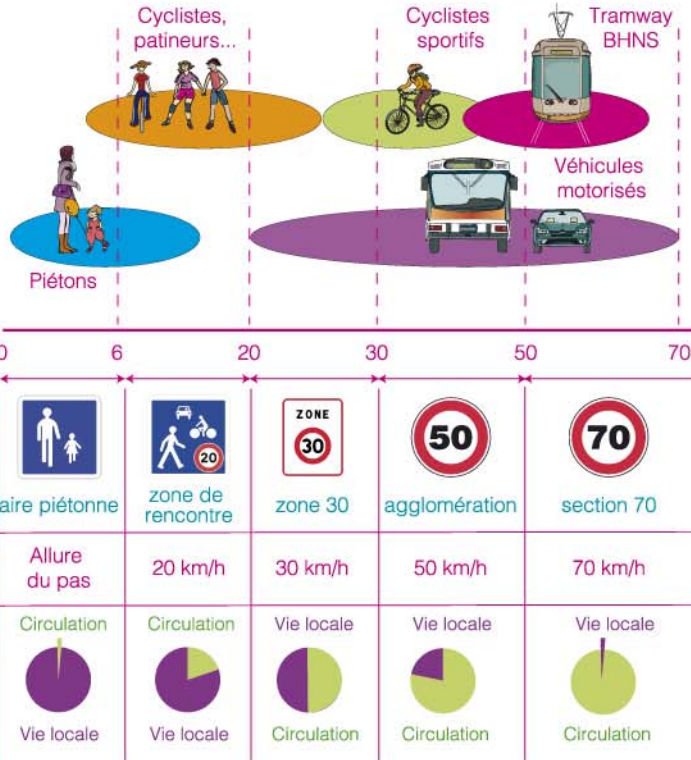 Cyclistes,
patineurs...
Cyclistes
sportifs
Tramway
BHNS
Véhicules
motorisés
Piétons
0 6 20 30 50 70
20
ZONE
30
50
70
aire piétonne
zone de
rencontre
zone 30
agglomération
section 70
Allure
du pas
20 km/h
30 km/h
50 km/h
70 km/h
Circulation
Vie locale
Circulation
Vie locale
Vie locale
Circulation
Vie locale
Circulation
Vie locale
Circulation